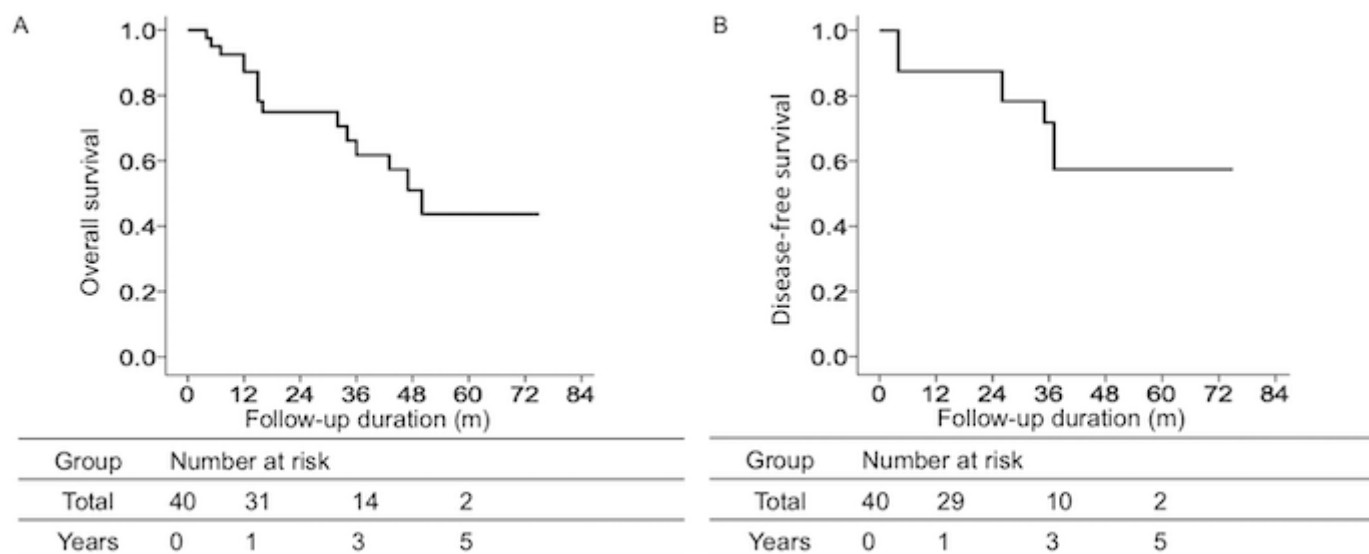 A
Overall survival
1.0
0.8
0.6
0.4
0.2
0.0
0 12 24 36 48 60 72 84
Follow-up duration (m)
Group Number at risk
Total 40 31 14 2
Years 0 1 3 5
B
Disease-free survival
1.0
0.8
0.6
0.4
0.2
0.0
0 12 24 36 48 60 72 84
Follow-up duration (m)
Group Number at risk
Total 40 29 10 2
Years 0 1 3 5